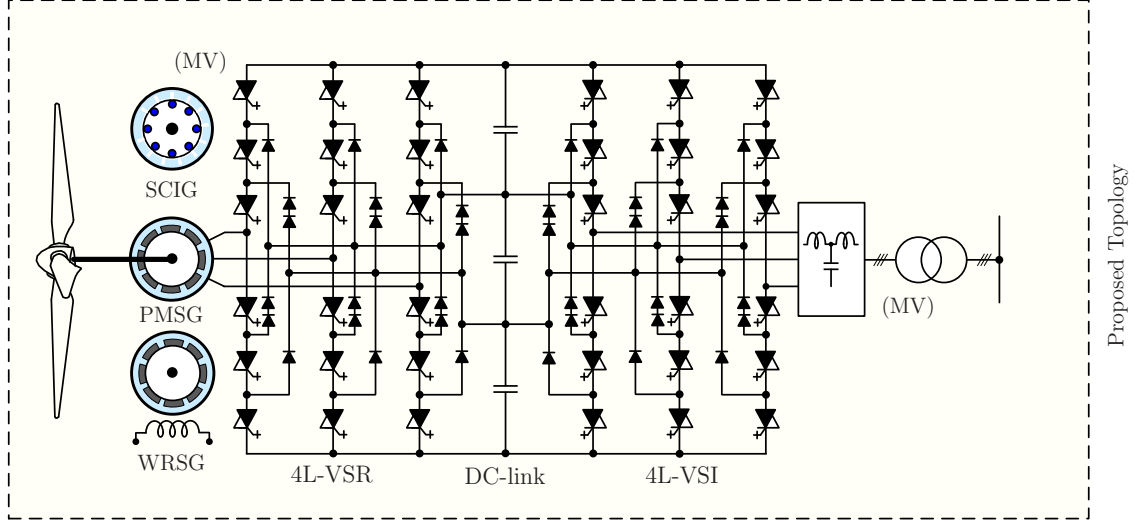 (MV)
SCIG
PMSG
WRSG
4L-VSR
DC-link
4L-VSI
(MV)
Proposed Topology